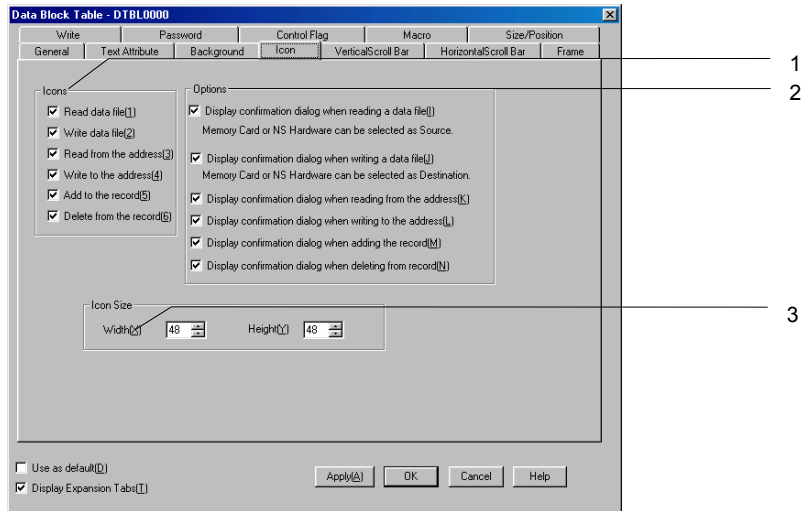 Data Block Table - DTBL0000
Write Password Control Flag Macro Size/Position
General Text Attribute Background Icon VerticalScroll Bar HorizontalScroll Bar Frame
1
2
Icons
Read data file(1)
Write data file(2)
Read from the address(3)
Write to the address(4)
Add to the record(5)
Delete from the record(6)
Options
Display confirmation dialog when reading a data file(I)
Memory Card or NS Hardware can be selected as Source.
Display confirmation dialog when writing a data file(J)
Memory Card or NS Hardware can be selected as Destination.
Display confirmation dialog when reading from the address(K)
Display confirmation dialog when writing to the address(L)
Display confirmation dialog when adding the record(M)
Display confirmation dialog when deleting from record(N)
Icon Size
Width(X) 48 Height(Y) 48
3
Use as default(D)
Display Expansion Tabs(T)
Apply(A) OK Cancel Help